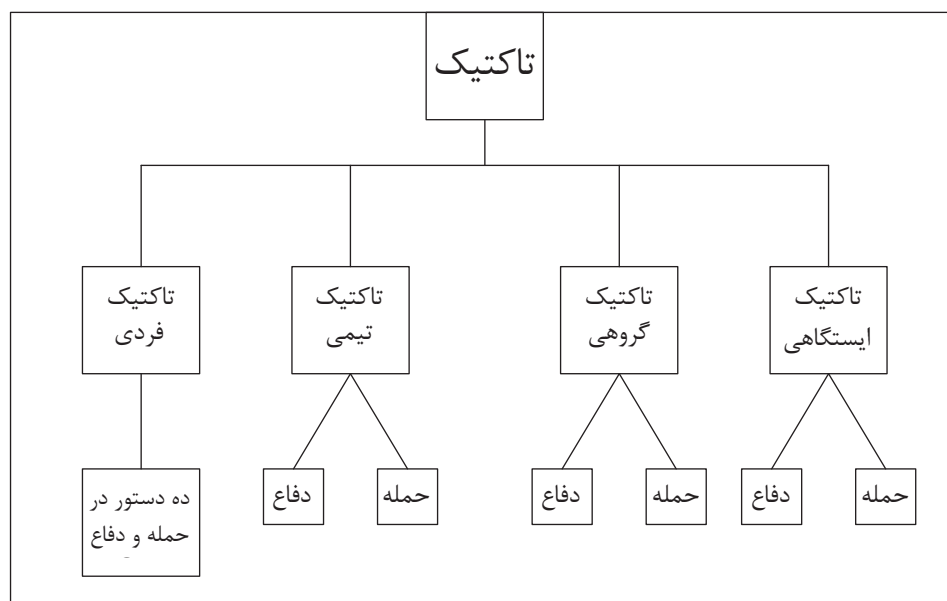 تاکتیک
تاکتیک
ایستگاهی
تاکتیک
گروهی
تاکتیک
تیمی
تاکتیک
فردی
حمله
دفاع
حمله
دفاع
حمله
دفاع
ده دستور در
حمله و دفاع